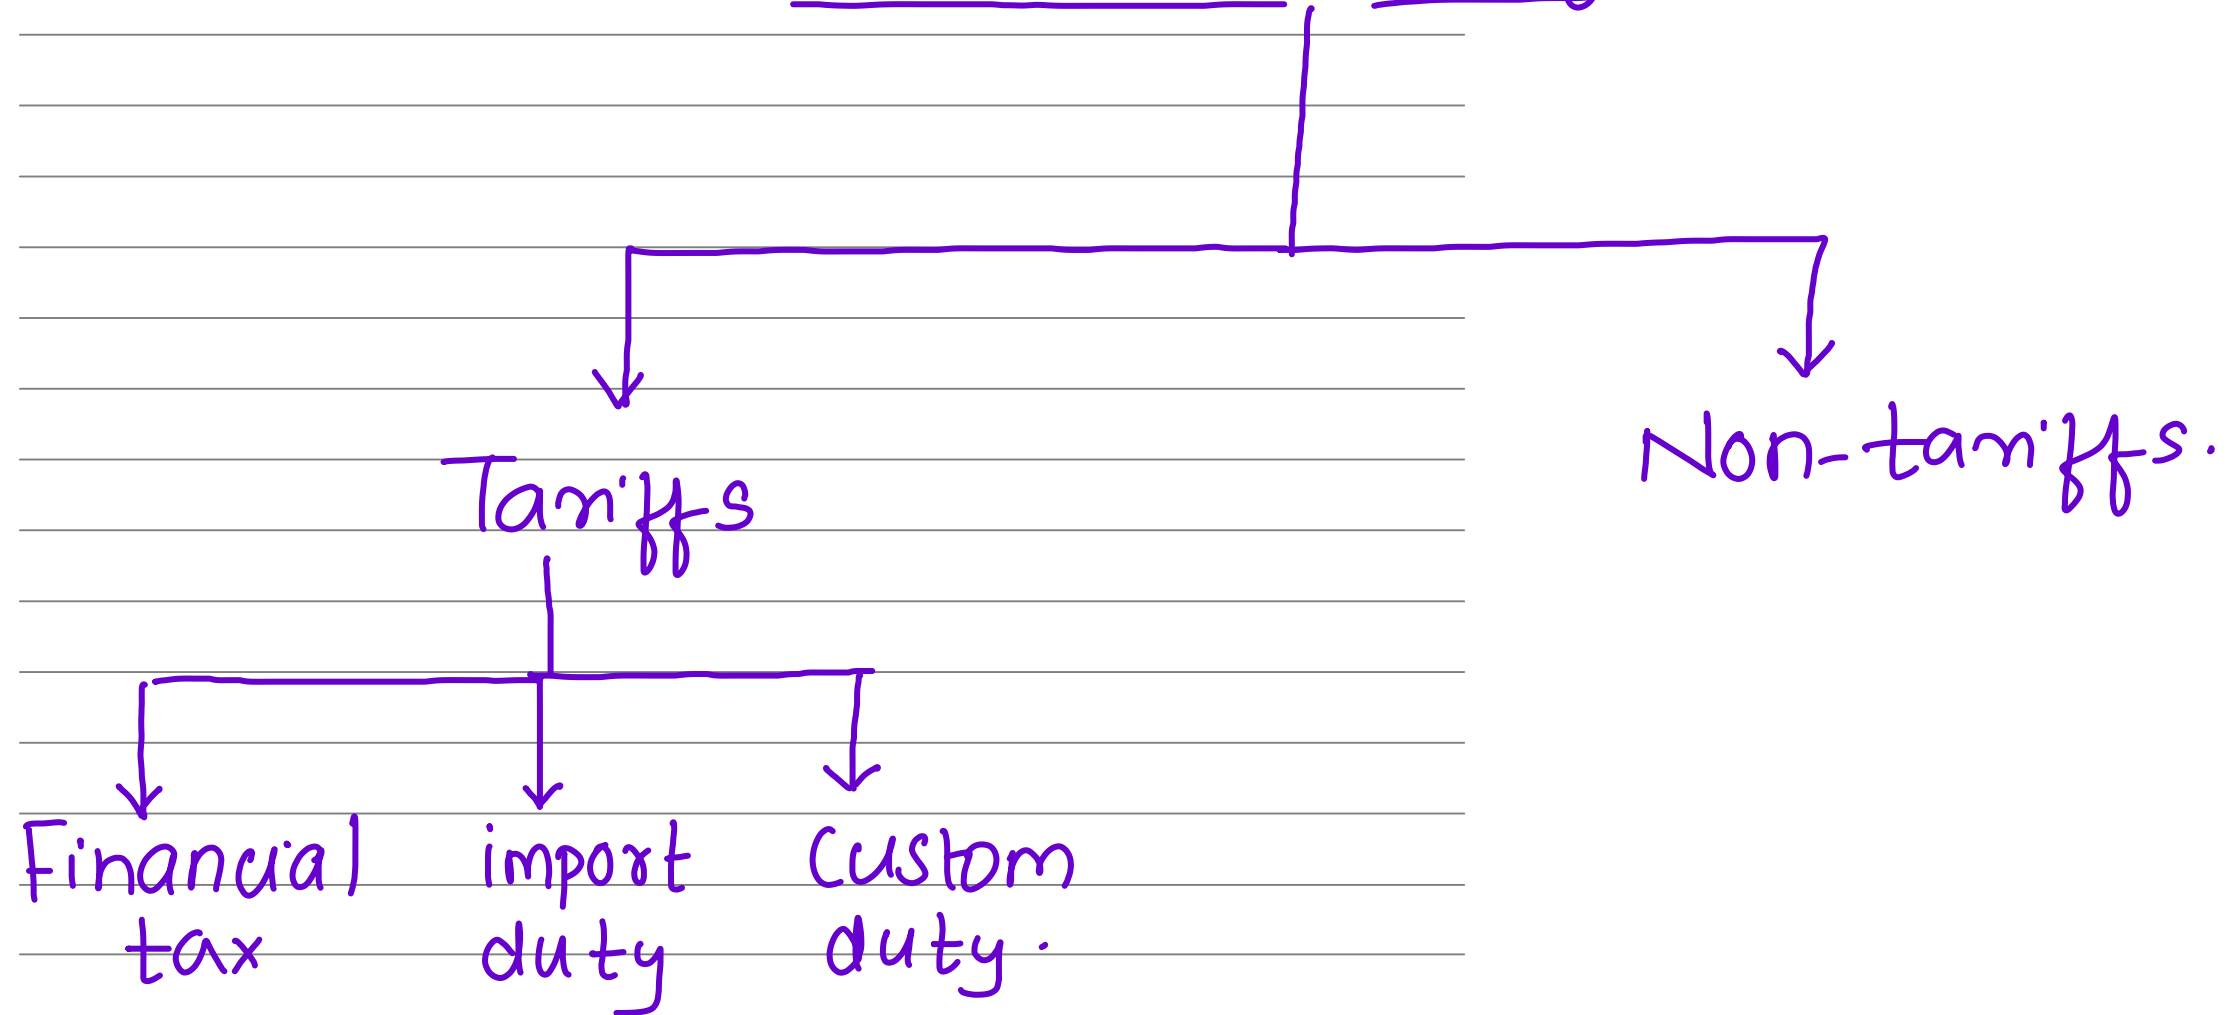 Tariffs
Non-tariffs.
Financial tax
import duty
Custom duty.